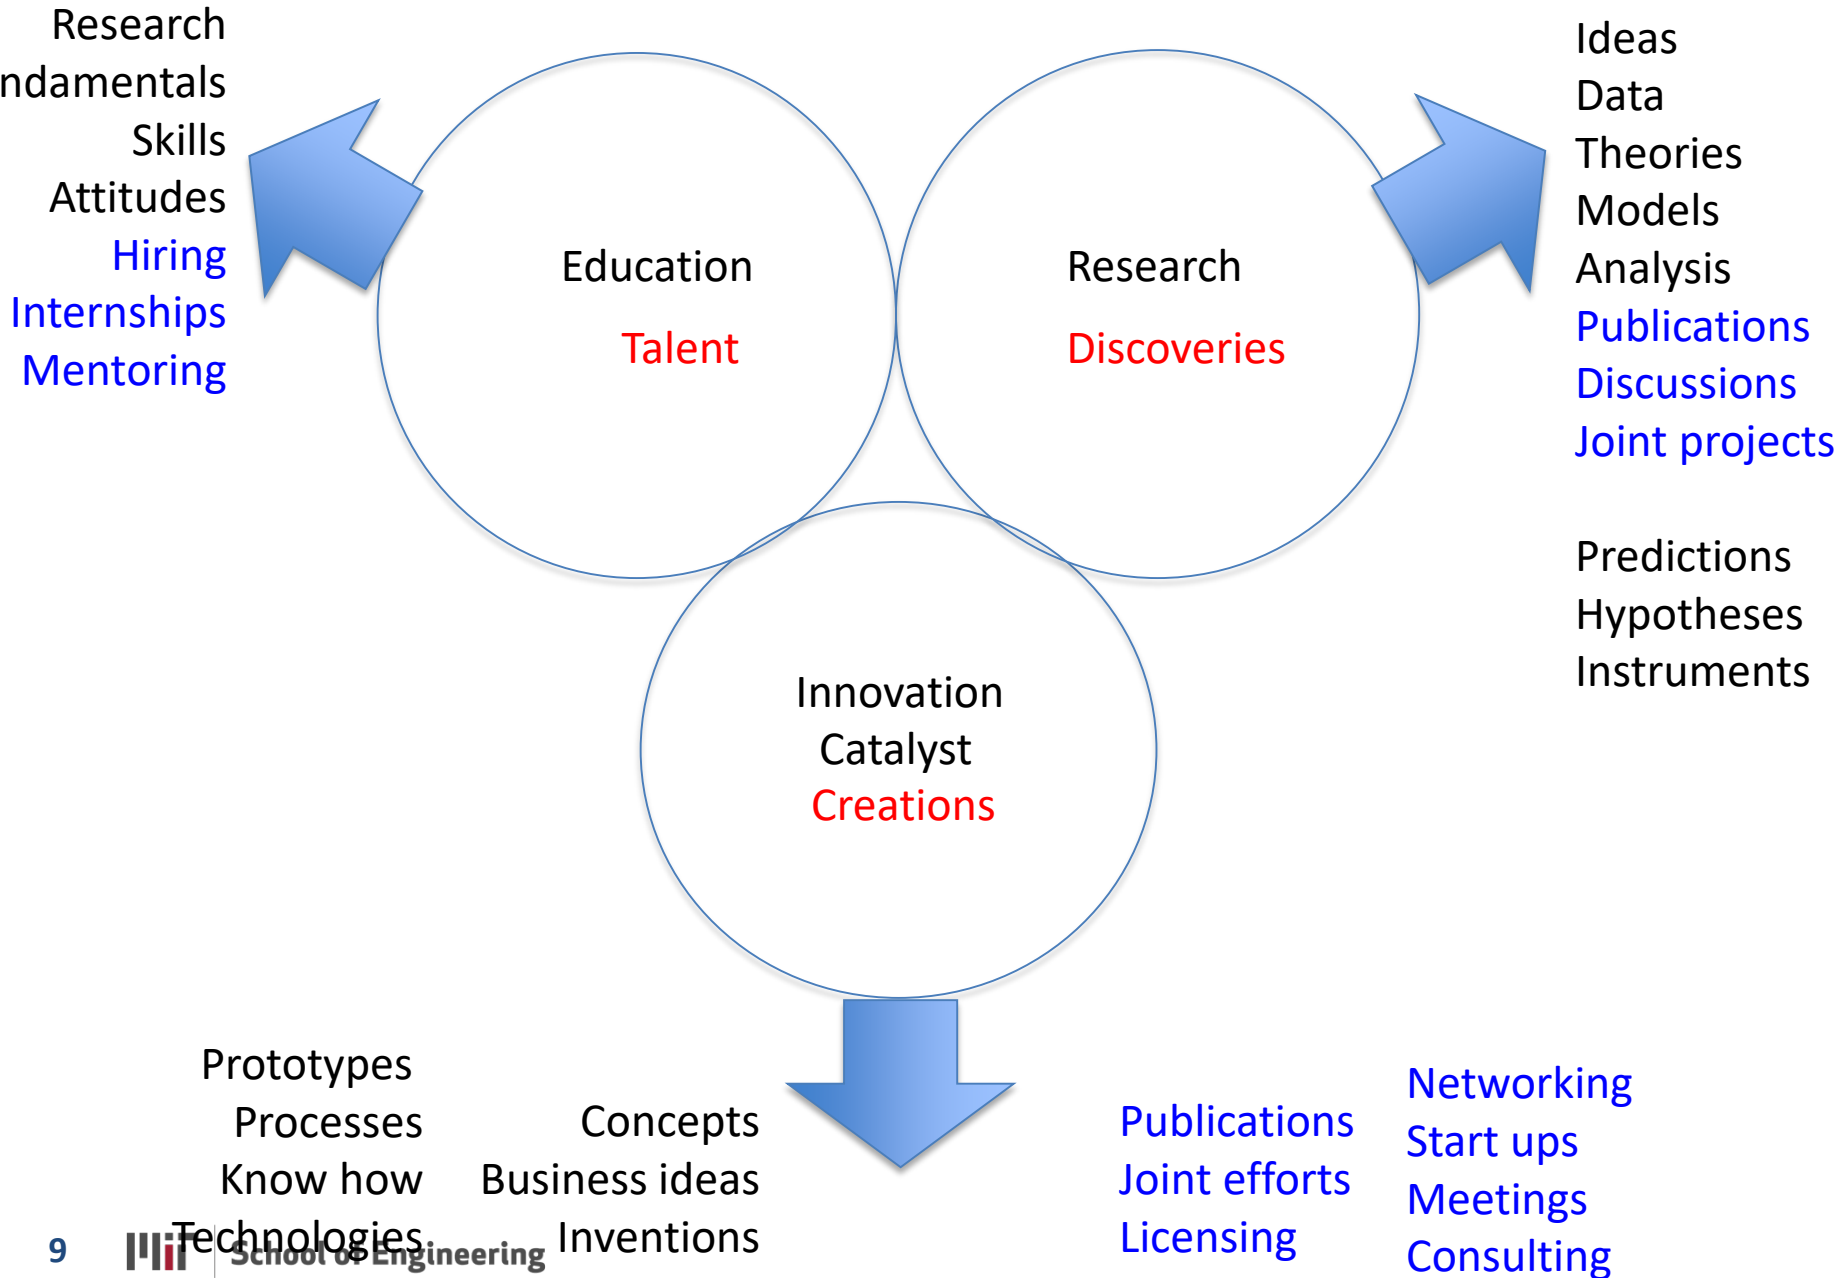 Research
ndamentals
Skills
Attitudes
Hiring
Internships
Mentoring
Education
Talent
Research
Discoveries
Ideas
Data
Theories
Models
Analysis
Publications
Discussions
Joint projects
Predictions
Hypotheses
Instruments
Innovation
Catalyst
Creations
Prototypes
Processes
Know how
Technologies
Concepts
Business ideas
Inventions
Publications
Joint efforts
Licensing
Networking
Start ups
Meetings
Consulting
9
MIT School of Engineering